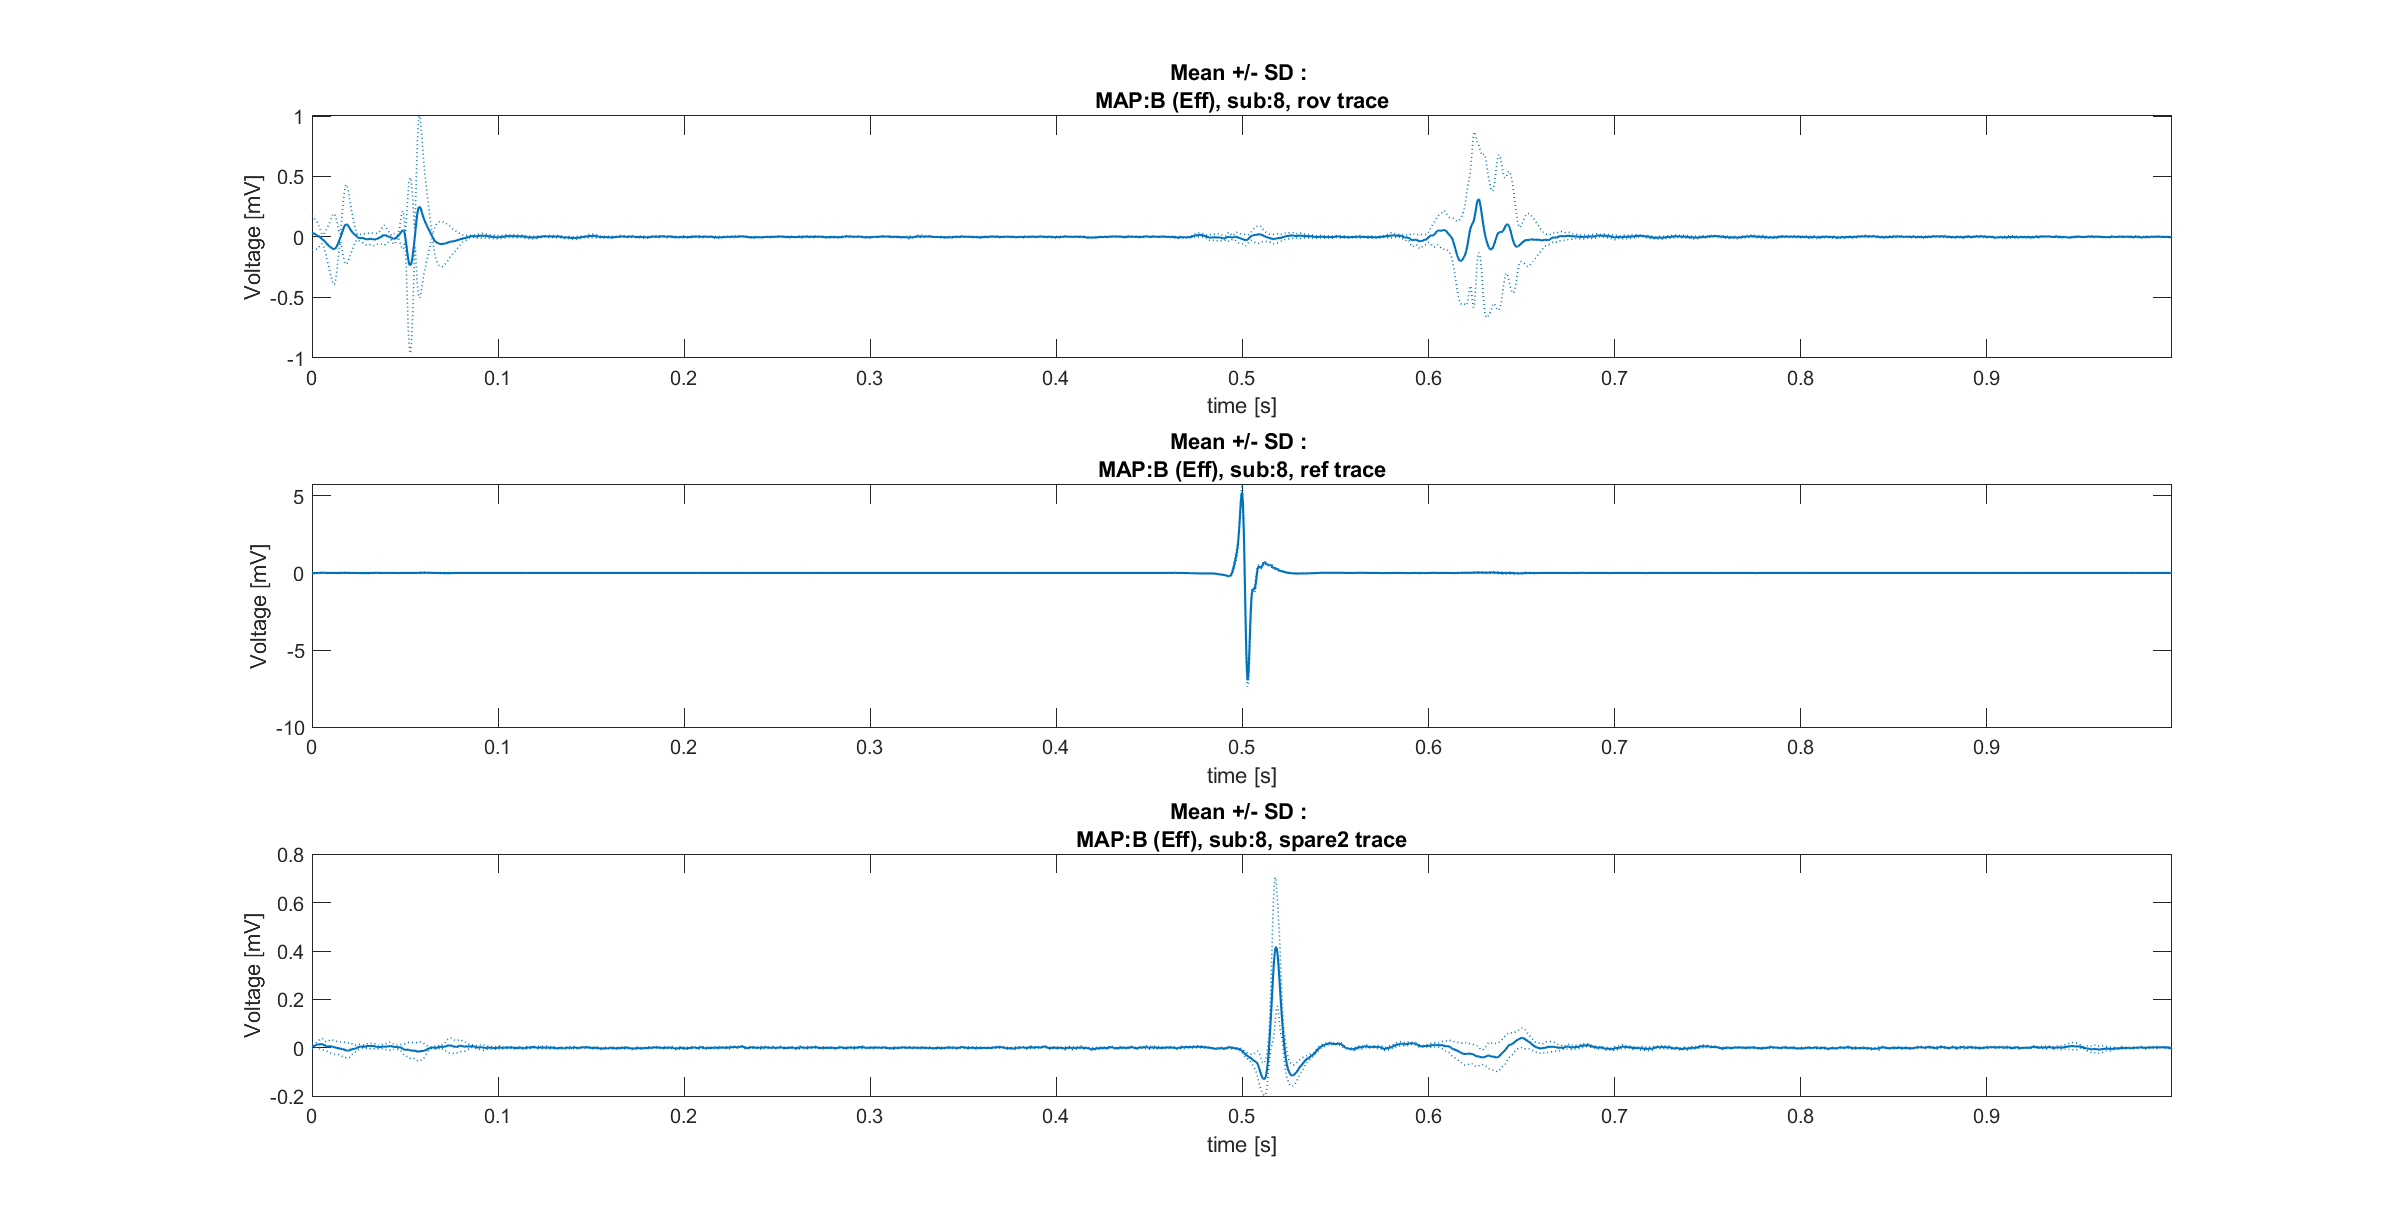 Mean +/- SD :
MAP:B (Eff), sub:8, rov trace
1
0.5
0
-0.5
-1
Voltage [mV]
0 0.1 0.2 0.3 0.4 0.5 0.6 0.7 0.8 0.9
time [s]
Mean +/- SD :
MAP:B (Eff), sub:8, ref trace
5
0
-5
-10
Voltage [mV]
0 0.1 0.2 0.3 0.4 0.5 0.6 0.7 0.8 0.9
time [s]
Mean +/- SD :
MAP:B (Eff), sub:8, spare2 trace
0.8
0.6
0.4
0.2
0
-0.2
Voltage [mV]
0 0.1 0.2 0.3 0.4 0.5 0.6 0.7 0.8 0.9
time [s]